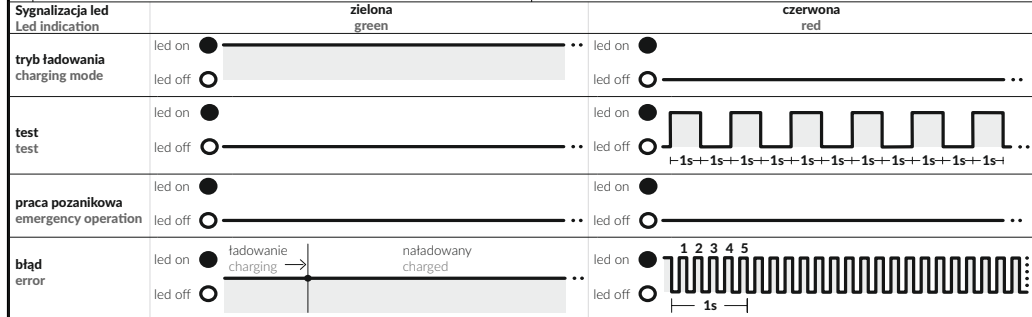 Sygnalizacja led
Led indication
zielona
green
czerwona
red
tryb ładowania
charging mode
led on
led off
led on
led off
test
test
led on
led off
led on
led off
1s 1s 1s 1s 1s 1s 1s 1s 1s 1s 1s
praca pozanikowa
emergency operation
led on
led off
led on
led off
błąd
error
led on
led off
ładowanie
charging
naładowany
charged
led on
led off
1 2 3 4 5
1s